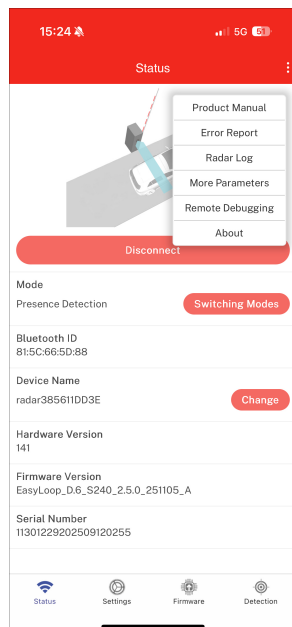 15:24
5G 51
Status
Product Manual
Error Report
Radar Log
More Parameters
Remote Debugging
About
Disconnect
Mode
Presence Detection
Switching Modes
Bluetooth ID
81:5C:66:5D:88
Device Name
radar385611DD3E
Change
Hardware Version
141
Firmware Version
EasyLoop_D.6_S240_2.5.0_251105_A
Serial Number
11301229202509120255
Status Settings Firmware Detection